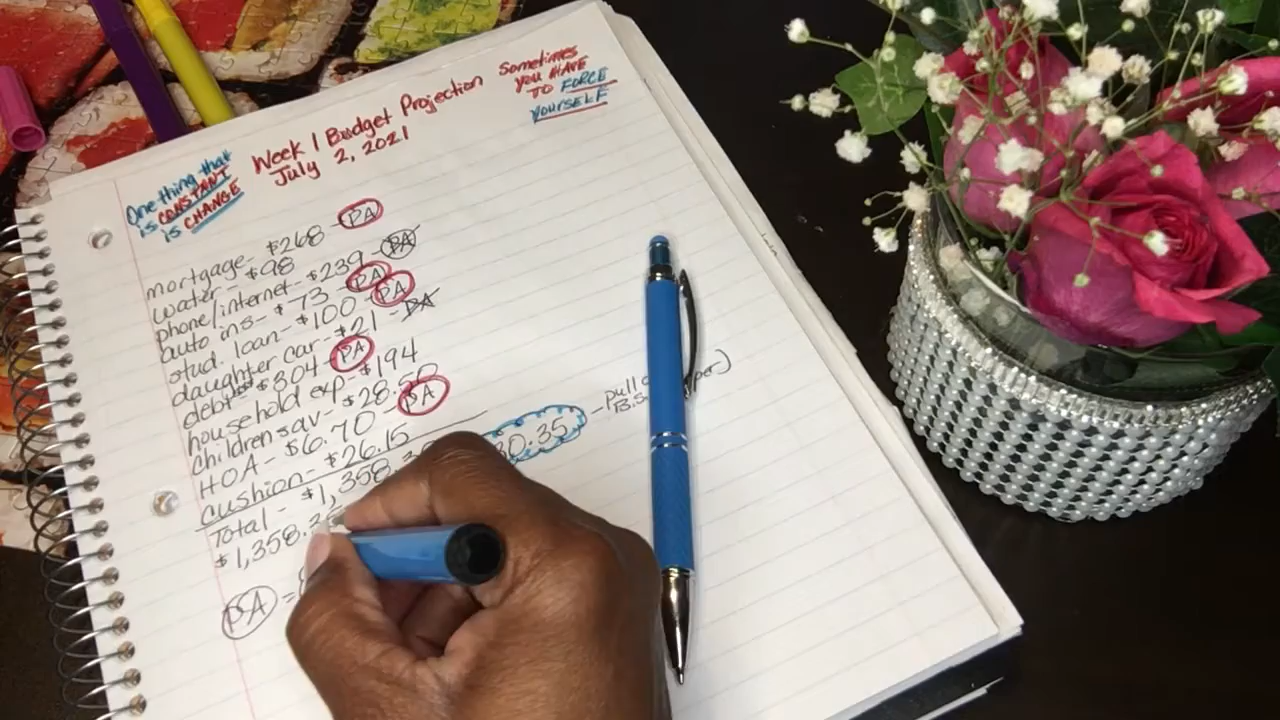 One thing that
is CONSTANT
is CHANGE
Week 1 Budget Projection
July 2, 2021
Sometimes
you HAVE
TO FORCE
YOURSELF
mortgage- $268 - PA
water- $98
phone/internet- $239 - PA
auto ins- $73 PA
stud. loan- $100 PA
daughter car- $21 - PA
debt- $304 - PA
household exp- $194
children sav- $28.50
HOA- $6.70 - PA
cushion- $26.15
Total- $1,358.
$1,358.3
PA =